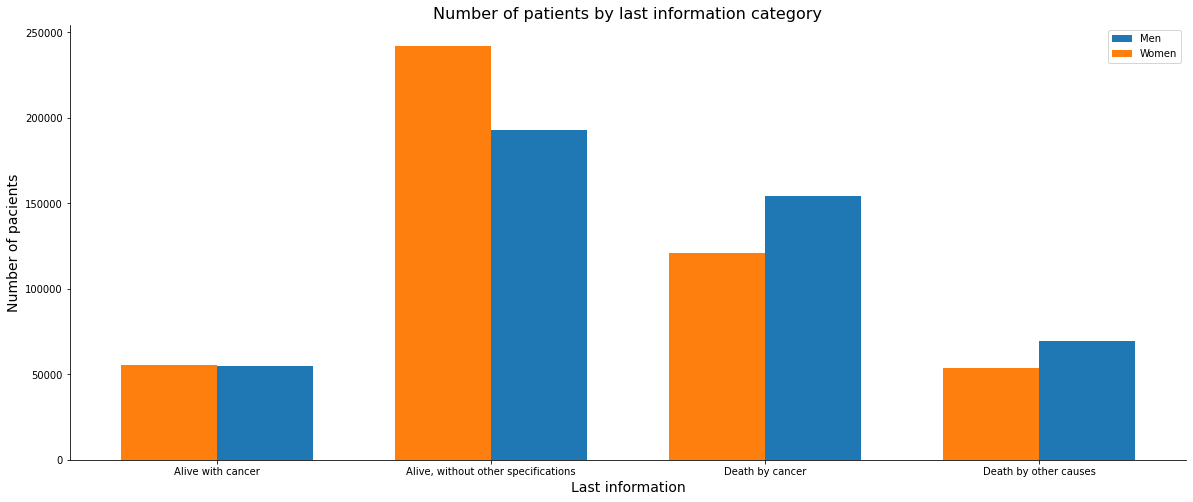 Number of patients by last information category
Men
Women
Number of pacients
250000
200000
150000
100000
50000
0
Alive with cancer
Alive, without other specifications
Death by cancer
Death by other causes
Last information